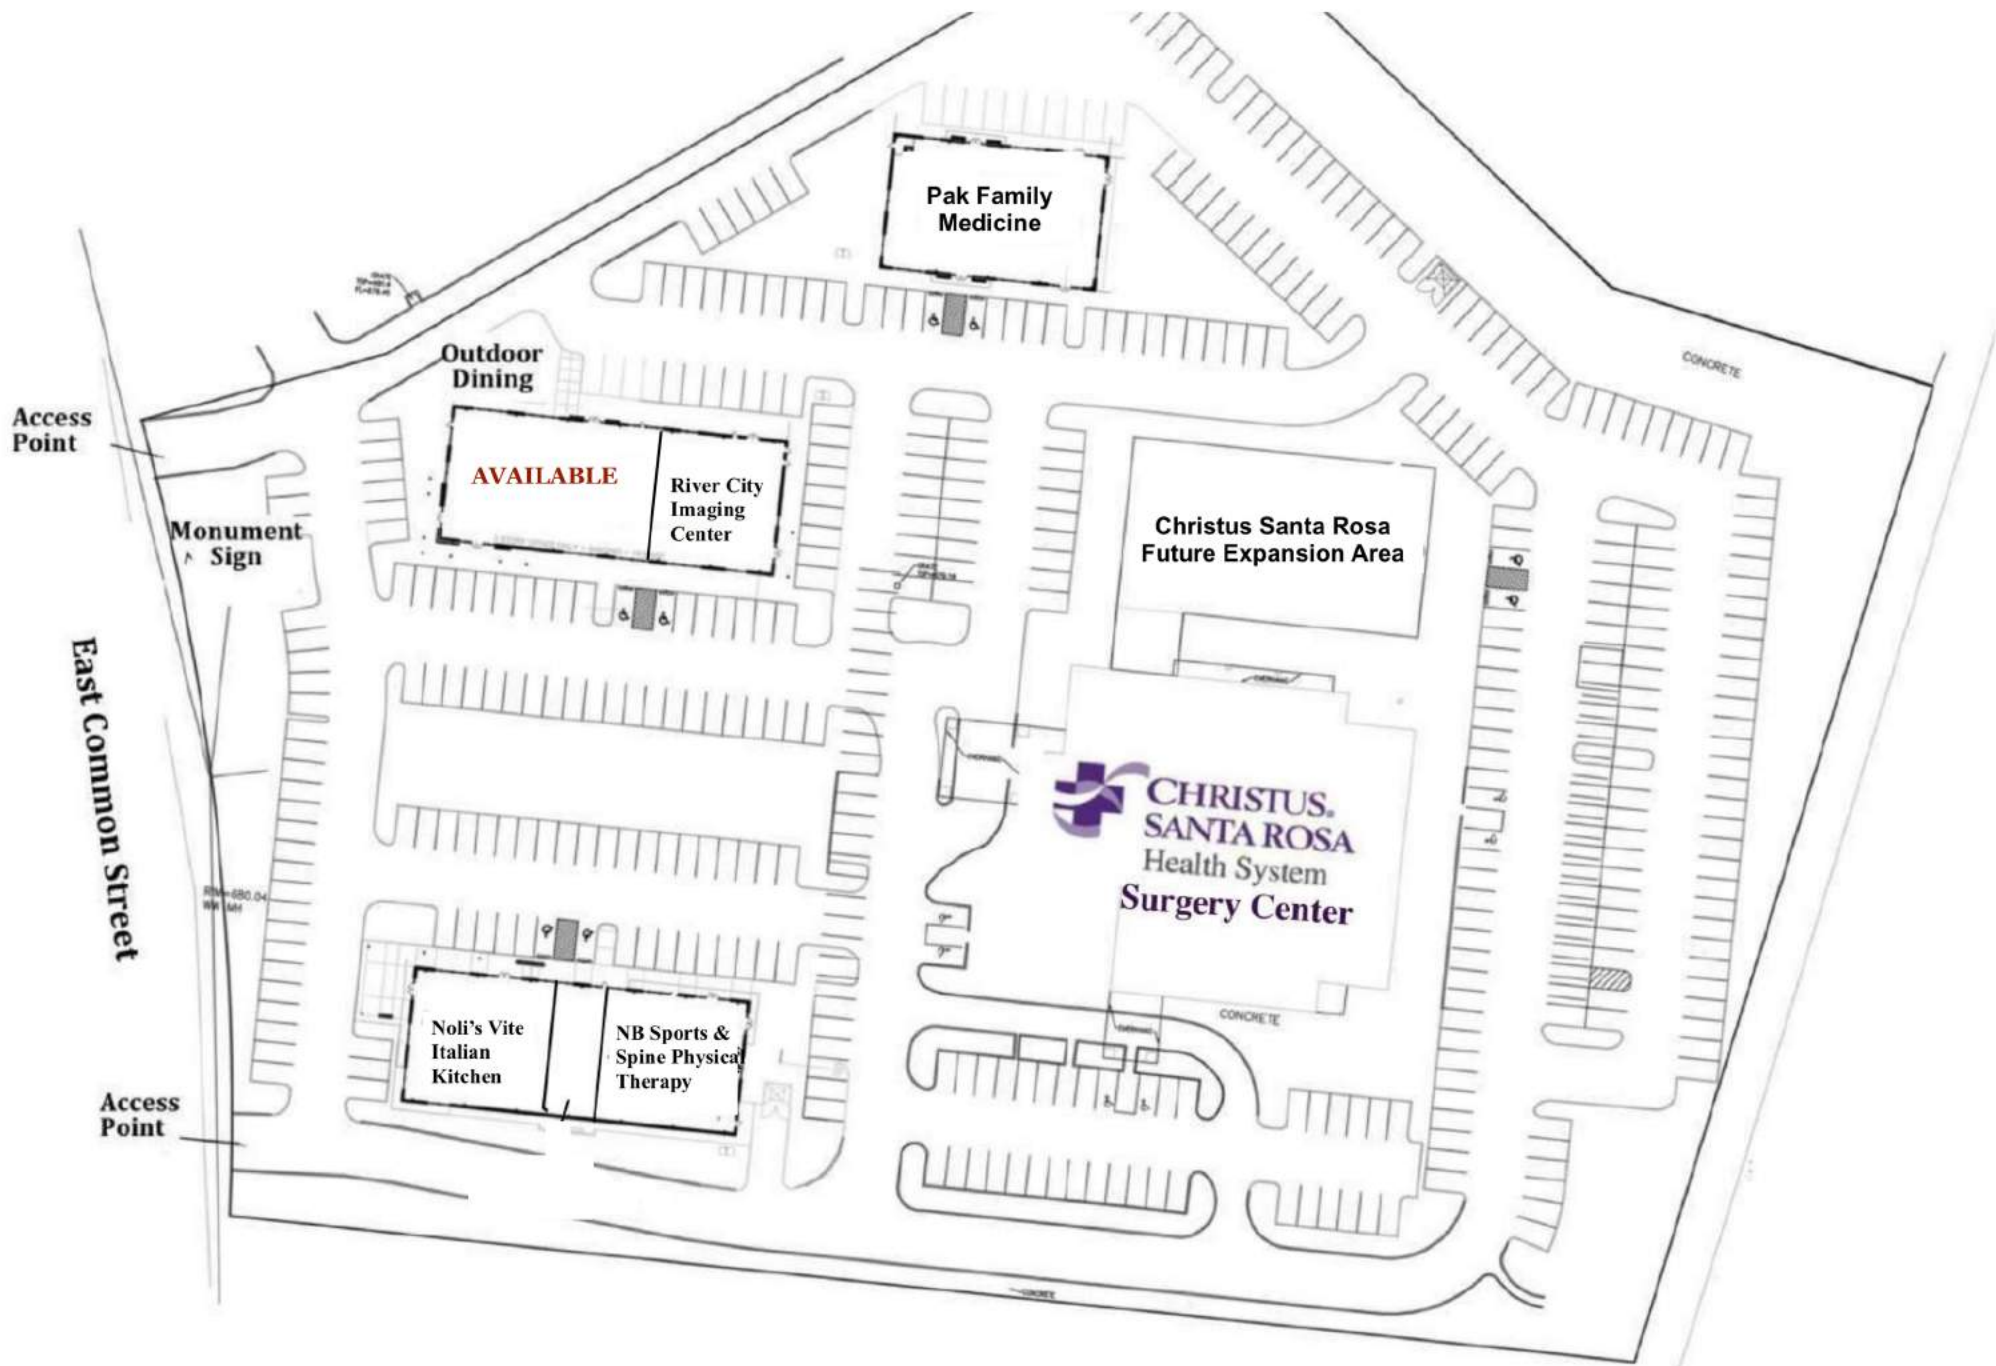 Pak Family
Medicine
Outdoor
Dining
Access
Point
AVAILABLE
River City
Imaging
Center
Monument
Sign
CONCRETE
Christus Santa Rosa
Future Expansion Area
East Common Street
CHRISTUS.
SANTA ROSA
Health System
Surgery Center
CONCRETE
Noli's Vite
Italian
Kitchen
NB Sports &
Spine Physical
Therapy
Access
Point
CONCRETE